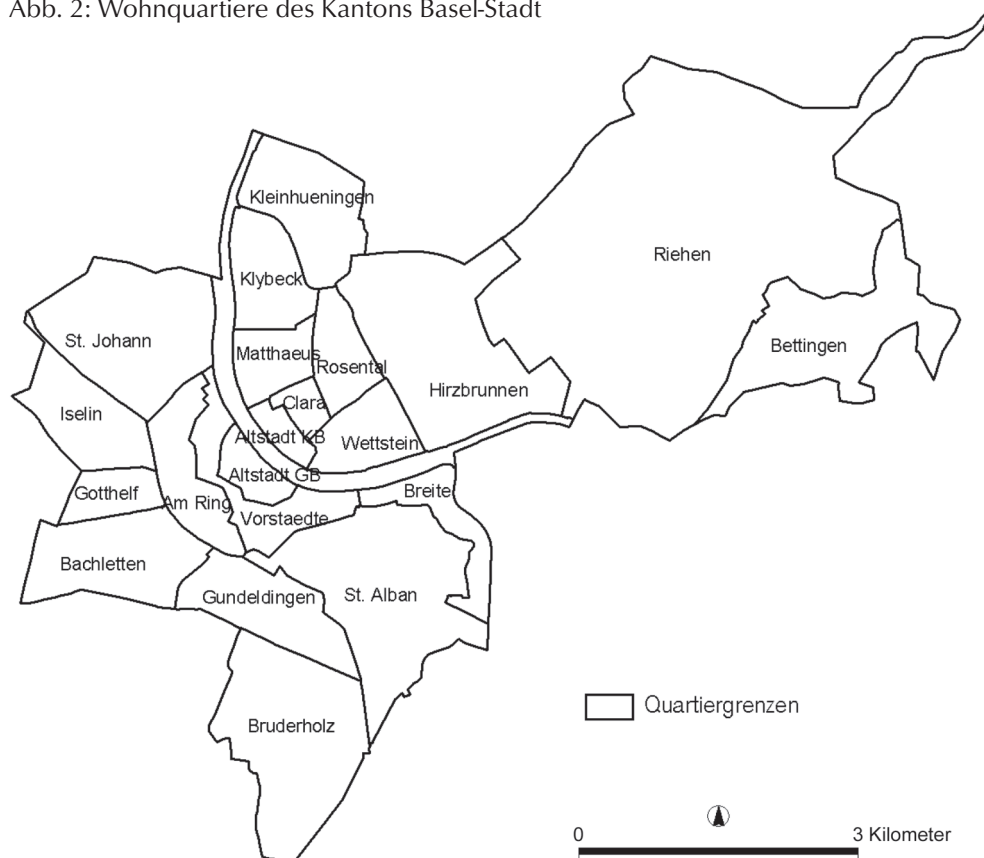 Abb. 2: Wohnquartiere des Kantons Basel-Stadt
Kleinhueningen
Riehen
Klybeck
St. Johann
Matthaeus
Bettingen
Rosental
Hirzbrunnen
Clara
Iselin
Altstadt KB
Wettstein
Altstadt GB
Gotthelf
Breite
Am Ring
Vorstaedte
Bachletten
St. Alban
Gundeldingen
Quartiergrenzen
Bruderholz
0
3 Kilometer